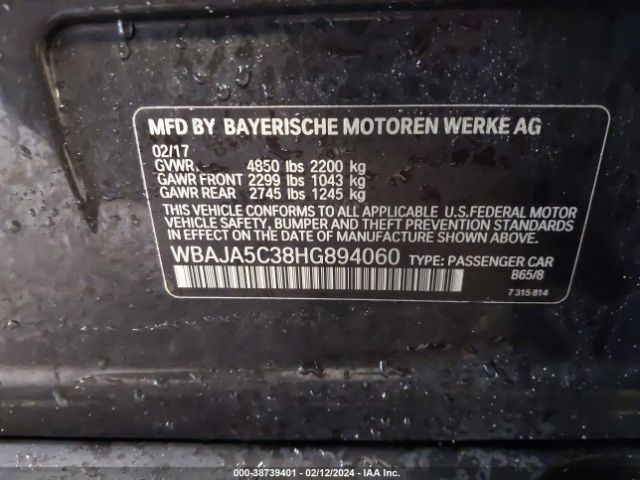 MFD BY BAYERISCHE MOTOREN WERKE AG
02/17
GVWR. 4850 lbs 2200 kg
GAWR FRONT 2299 lbs 1043 kg
GAWR REAR 2745 lbs 1245 kg
THIS VEHICLE CONFORMS TO ALL APPLICABLE U.S.FEDERAL MOTOR
VEHICLE SAFETY, BUMPER AND THEFT PREVENTION STANDARDS
IN EFFECT ON THE DATE OF MANUFACTURE SHOWN ABOVE.
WBAJA5C38HG894060 TYPE: PASSENGER CAR
B65/8
7 315 814
000-38739401 - 02/12/2024 - IAA Inc.